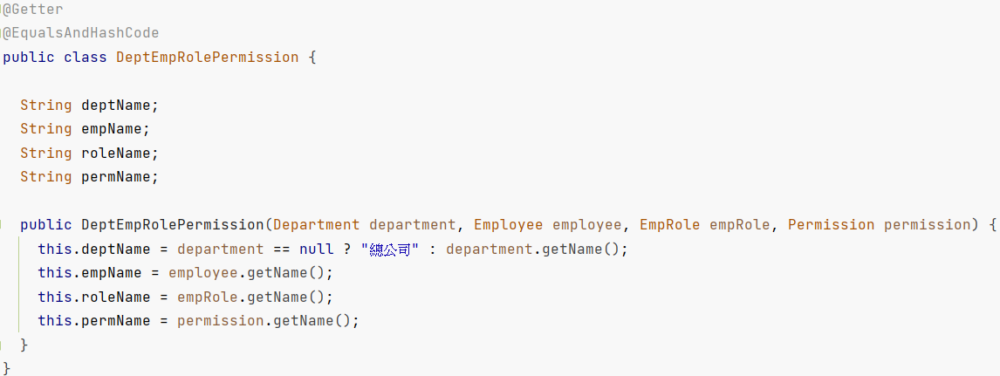 @Getter
@EqualsAndHashCode
public class DeptEmpRolePermission {
String deptName;
String empName;
String roleName;
String permName;
public DeptEmpRolePermission(Department department, Employee employee, EmpRole empRole, Permission permission) {
this.deptName = department == null ? "總公司" : department.getName();
this.empName = employee.getName();
this.roleName = empRole.getName();
this.permName = permission.getName();
}
}